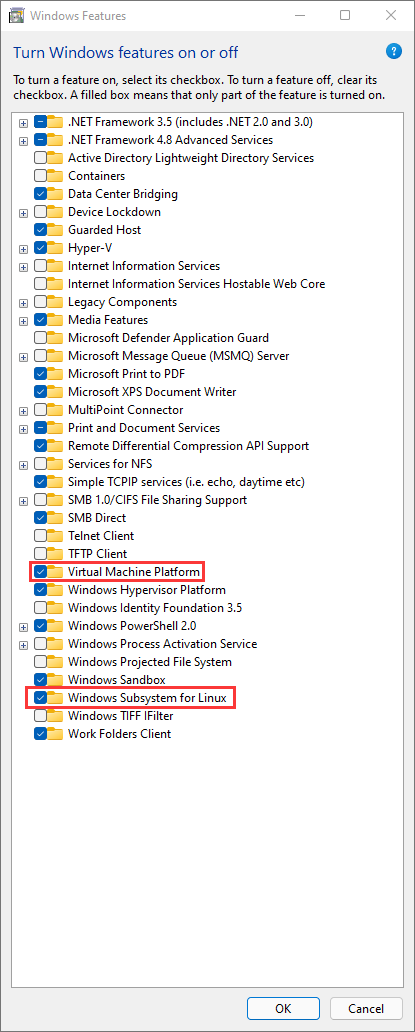 Windows Features
Turn Windows features on or off
?
To turn a feature on, select its checkbox. To turn a feature off, clear its
checkbox. A filled box means that only part of the feature is turned on.
.NET Framework 3.5 (includes .NET 2.0 and 3.0)
.NET Framework 4.8 Advanced Services
Active Directory Lightweight Directory Services
Containers
Data Center Bridging
Device Lockdown
Guarded Host
Hyper-V
Internet Information Services
Internet Information Services Hostable Web Core
Legacy Components
Media Features
Microsoft Defender Application Guard
Microsoft Message Queue (MSMQ) Server
Microsoft Print to PDF
Microsoft XPS Document Writer
MultiPoint Connector
Print and Document Services
Remote Differential Compression API Support
Services for NFS
Simple TCPIP services (i.e. echo, daytime etc)
SMB 1.0/CIFS File Sharing Support
SMB Direct
Telnet Client
TFTP Client
Virtual Machine Platform
Windows Hypervisor Platform
Windows Identity Foundation 3.5
Windows PowerShell 2.0
Windows Process Activation Service
Windows Projected File System
Windows Sandbox
Windows Subsystem for Linux
Windows TIFF IFilter
Work Folders Client
OK
Cancel